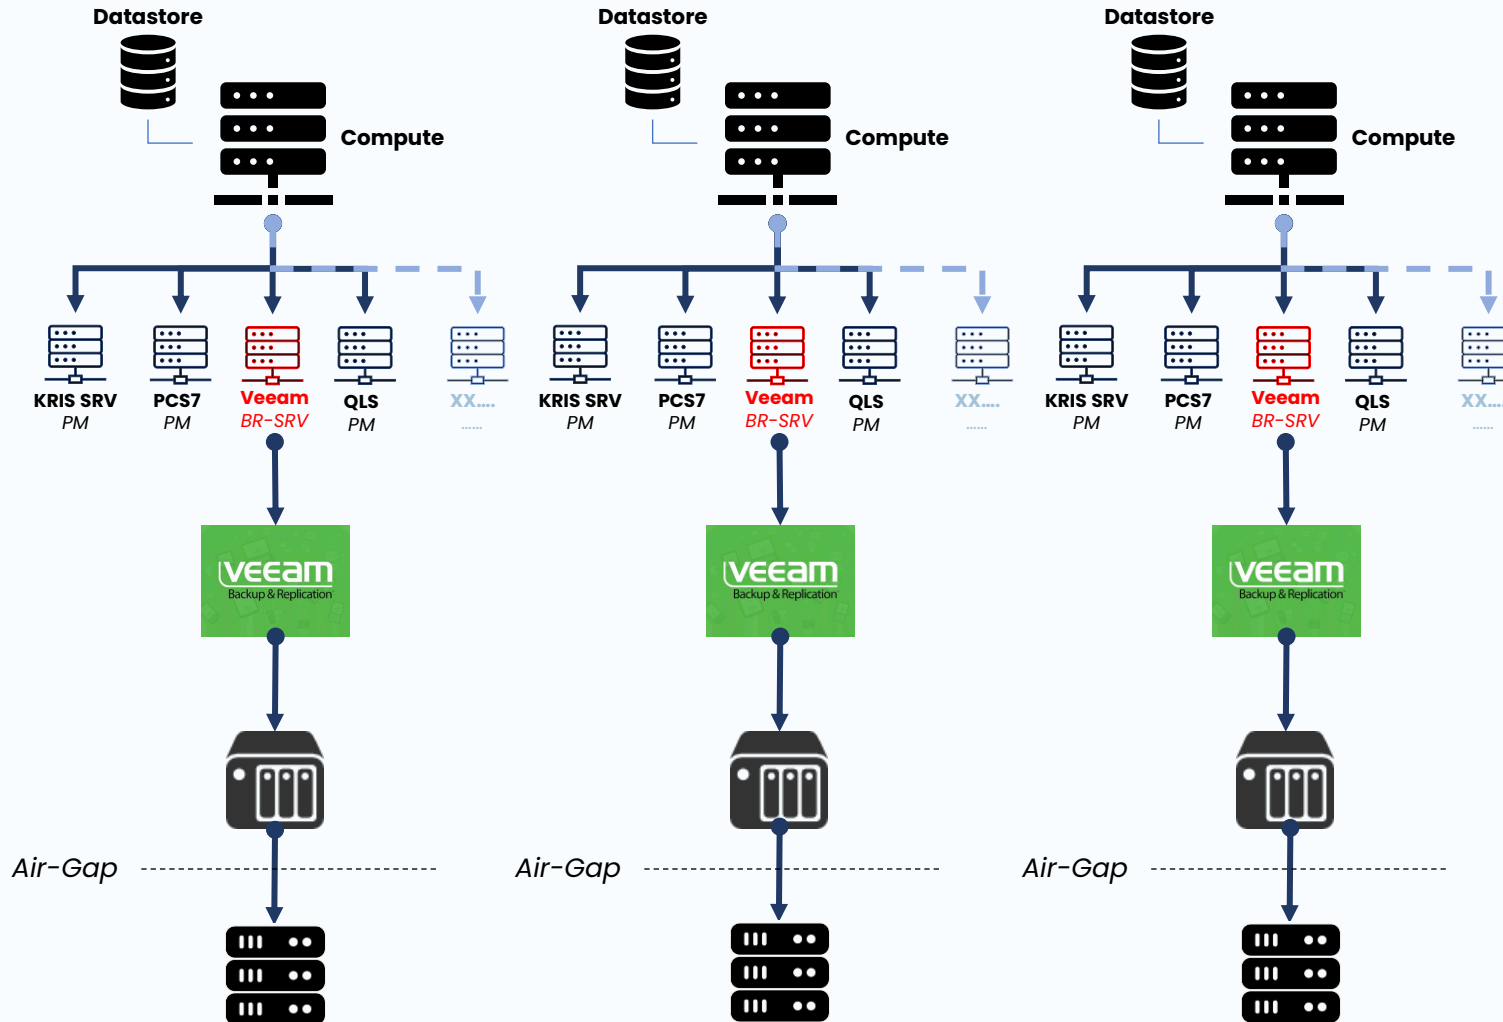 Datastore
Compute
KRIS SRV
PM
PCS7
PM
Veeam
BR-SRV
QLS
PM
XX....
......
veeam
Backup & Replication
Air-Gap
Datastore
Compute
KRIS SRV
PM
PCS7
PM
Veeam
BR-SRV
QLS
PM
XX....
......
veeam
Backup & Replication
Air-Gap
Datastore
Compute
KRIS SRV
PM
PCS7
PM
Veeam
BR-SRV
QLS
PM
XX....
......
veeam
Backup & Replication
Air-Gap